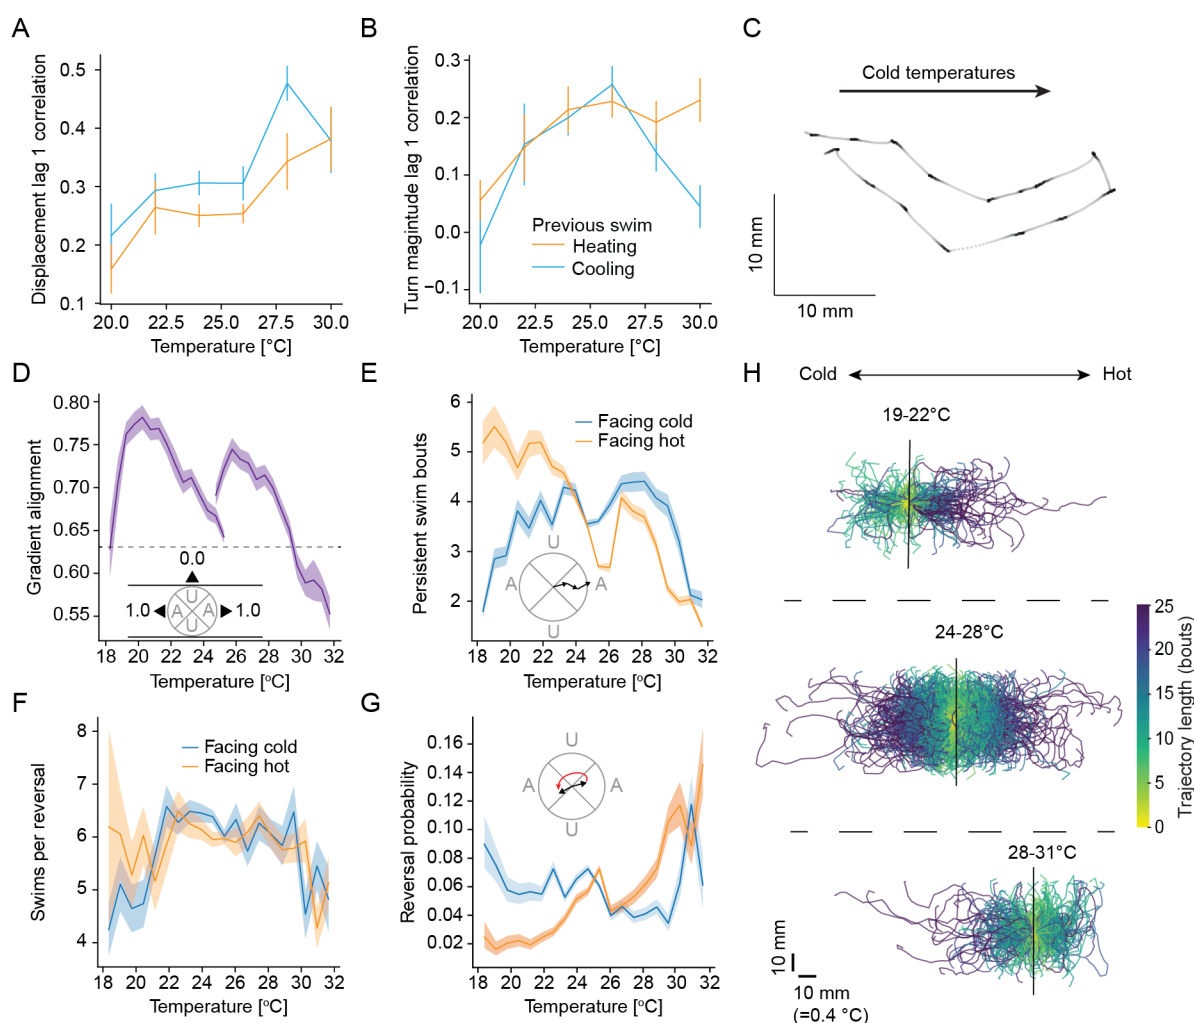 A
Displacement lag 1 correlation
0.5
0.4
0.3
0.2
0.1
20.0 22.5 25.0 27.5 30.0
Temperature [°C]
B
Turn magitude lag 1 correlation
0.3
0.2
0.1
0.0
−0.1
Previous swim
Heating
Cooling
20.0 22.5 25.0 27.5 30.0
Temperature [°C]
C
Cold temperatures
10 mm
10 mm
D
Gradient alignment
0.80
0.75
0.70
0.65
0.60
0.55
0.0
1.0 1.0
U
A A
U
18 20 22 24 26 28 30 32
Temperature [°C]
E
Persistent swim bouts
6
5
4
3
2
Facing cold
Facing hot
U
A A
U
18 20 22 24 26 28 30 32
Temperature [°C]
F
Swims per reversal
8
7
6
5
4
Facing cold
Facing hot
18 20 22 24 26 28 30 32
Temperature [°C]
G
Reversal probability
0.16
0.14
0.12
0.10
0.08
0.06
0.04
0.02
U
A A
U
18 20 22 24 26 28 30 32
Temperature [°C]
H
Cold Hot
19-22°C
24-28°C
28-31°C
25
20
15
10
5
0
Trajectory length (bouts)
10 mm
10 mm
(=0.4 °C)